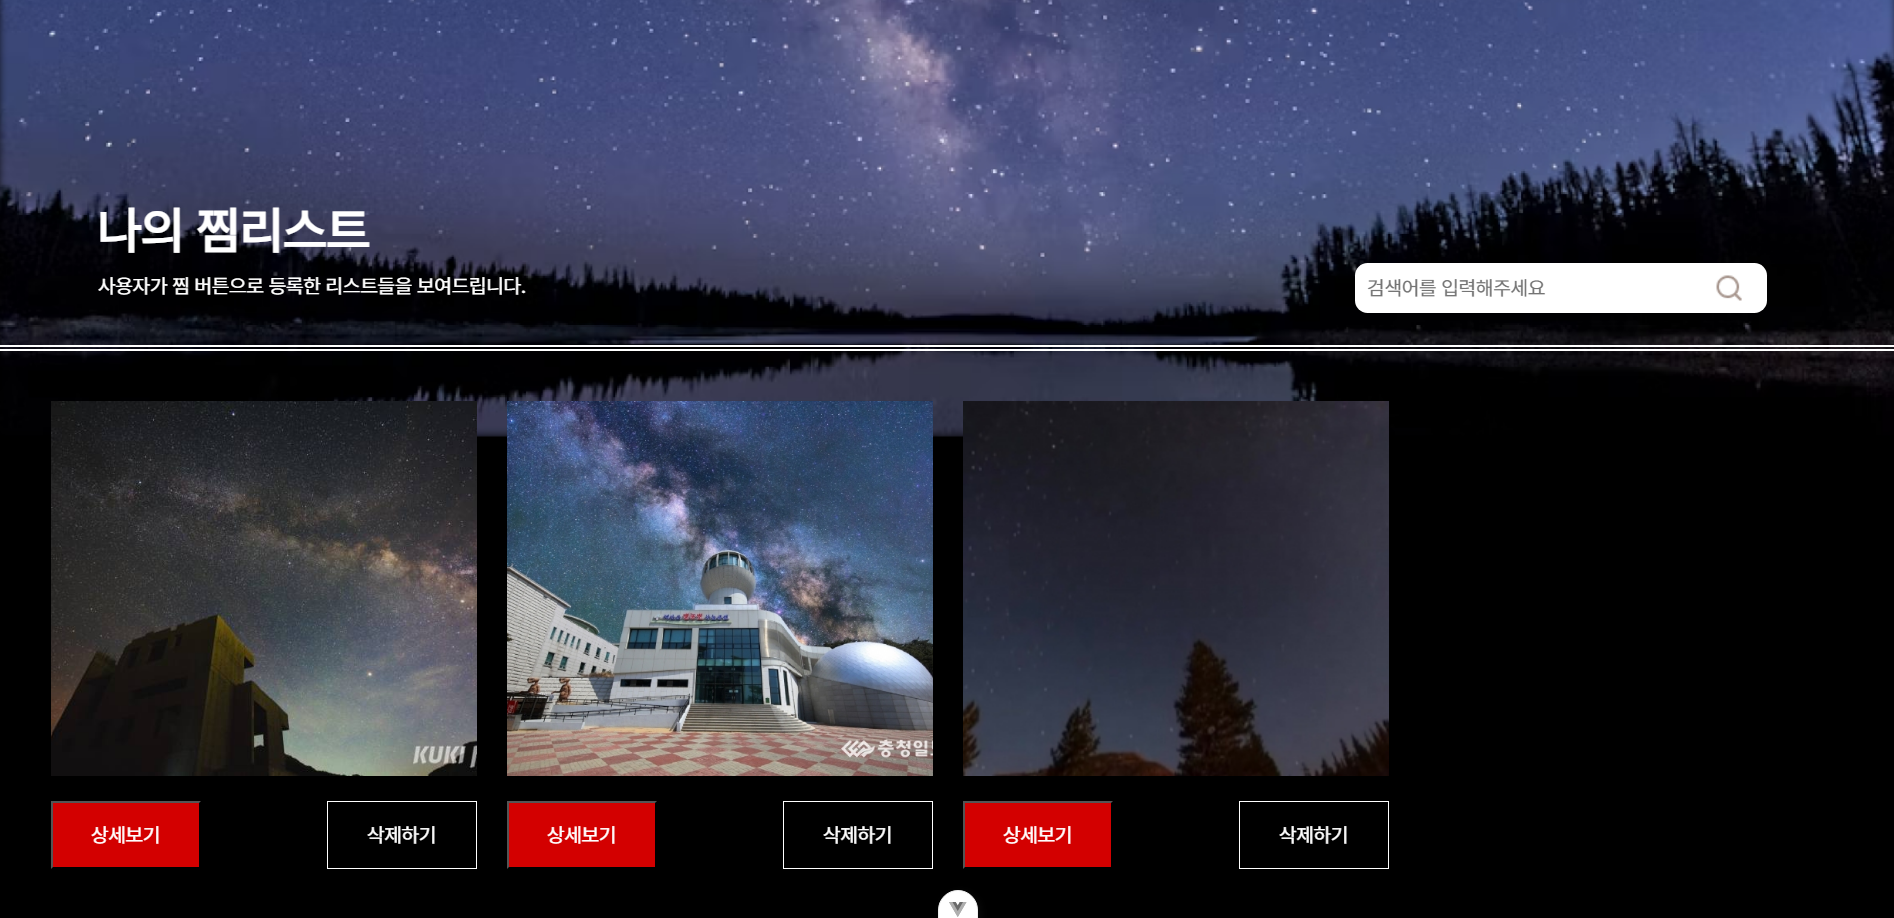 나의 찜리스트
사용자가 찜 버튼으로 등록한 리스트들을 보여드립니다.
검색어를 입력해주세요
KUKI
충청일보
상세보기
삭제하기
상세보기
삭제하기
상세보기
삭제하기